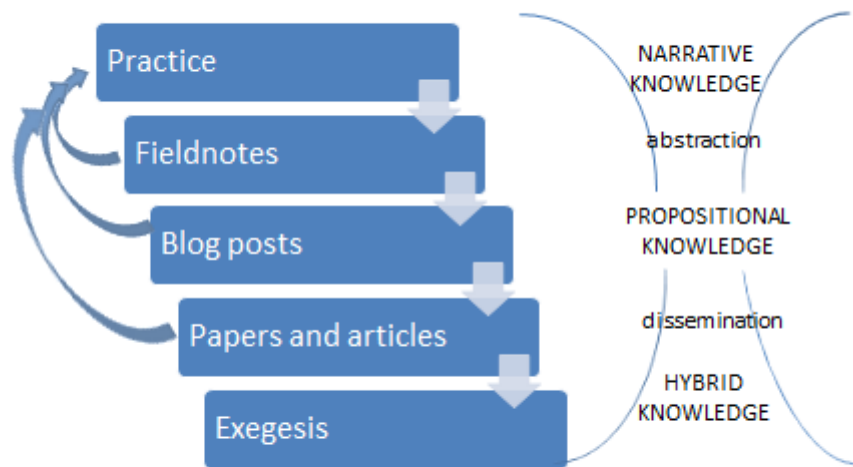 Practice
Fieldnotes
Blog posts
Papers and articles
Exegesis
NARRATIVE
KNOWLEDGE
abstraction
PROPOSITIONAL
KNOWLEDGE
dissemination
HYBRID
KNOWLEDGE